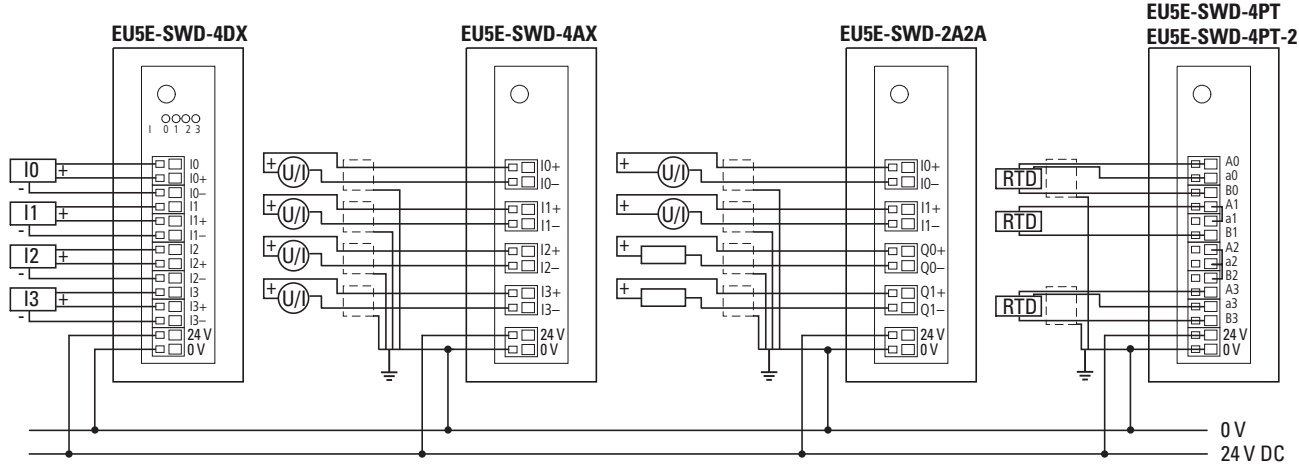 EU5E-SWD-4DX
I 0 1 2 3
I0
+
-
I1
+
-
I2
+
-
I3
+
-
I0
I0+
I0–
I1
I1+
I1–
I2
I2+
I2–
I3
I3+
I3–
24 V
0 V
EU5E-SWD-4AX
+
U/I
+
U/I
+
U/I
+
U/I
I0+
I0–
I1+
I1–
I2+
I2–
I3+
I3–
24 V
0 V
EU5E-SWD-2A2A
+
U/I
+
U/I
+
+
I0+
I0–
I1+
I1–
Q0+
Q0–
Q1+
Q1–
24 V
0 V
EU5E-SWD-4PT
EU5E-SWD-4PT-2
RTD
RTD
RTD
A0
a0
B0
A1
a1
B1
A2
a2
B2
A3
a3
B3
24 V
0 V
0 V
24 V DC